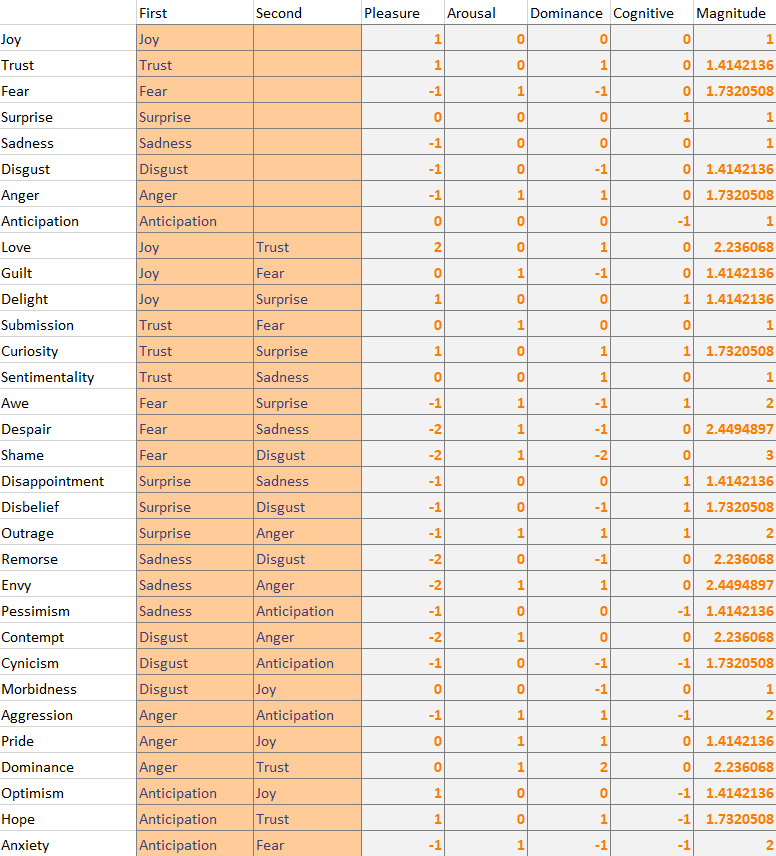 First Second Pleasure Arousal Dominance Cognitive Magnitude
Joy Joy 1 0 0 0 1
Trust Trust 1 0 1 0 1.4142136
Fear Fear -1 1 -1 0 1.7320508
Surprise Surprise 0 0 0 1 1
Sadness Sadness -1 0 0 0 1
Disgust Disgust -1 0 -1 0 1.4142136
Anger Anger -1 1 1 0 1.7320508
Anticipation Anticipation 0 0 0 -1 1
Love Joy Trust 2 0 1 0 2.236068
Guilt Joy Fear 0 1 -1 0 1.4142136
Delight Joy Surprise 1 0 0 1 1.4142136
Submission Trust Fear 0 1 0 0 1
Curiosity Trust Surprise 1 0 1 1 1.7320508
Sentimentality Trust Sadness 0 0 1 0 1
Awe Fear Surprise -1 1 -1 1 2
Despair Fear Sadness -2 1 -1 0 2.4494897
Shame Fear Disgust -2 1 -2 0 3
Disappointment Surprise Sadness -1 0 0 1 1.4142136
Disbelief Surprise Disgust -1 0 -1 1 1.7320508
Outrage Surprise Anger -1 1 1 1 2
Remorse Sadness Disgust -2 0 -1 0 2.236068
Envy Sadness Anger -2 1 1 0 2.4494897
Pessimism Sadness Anticipation -1 0 0 -1 1.4142136
Contempt Disgust Anger -2 1 0 0 2.236068
Cynicism Disgust Anticipation -1 0 -1 -1 1.7320508
Morbidness Disgust Joy 0 0 -1 0 1
Aggression Anger Anticipation -1 1 1 -1 2
Pride Anger Joy 0 1 1 0 1.4142136
Dominance Anger Trust 0 1 2 0 2.236068
Optimism Anticipation Joy 1 0 0 -1 1.4142136
Hope Anticipation Trust 1 0 1 -1 1.7320508
Anxiety Anticipation Fear -1 1 -1 -1 2